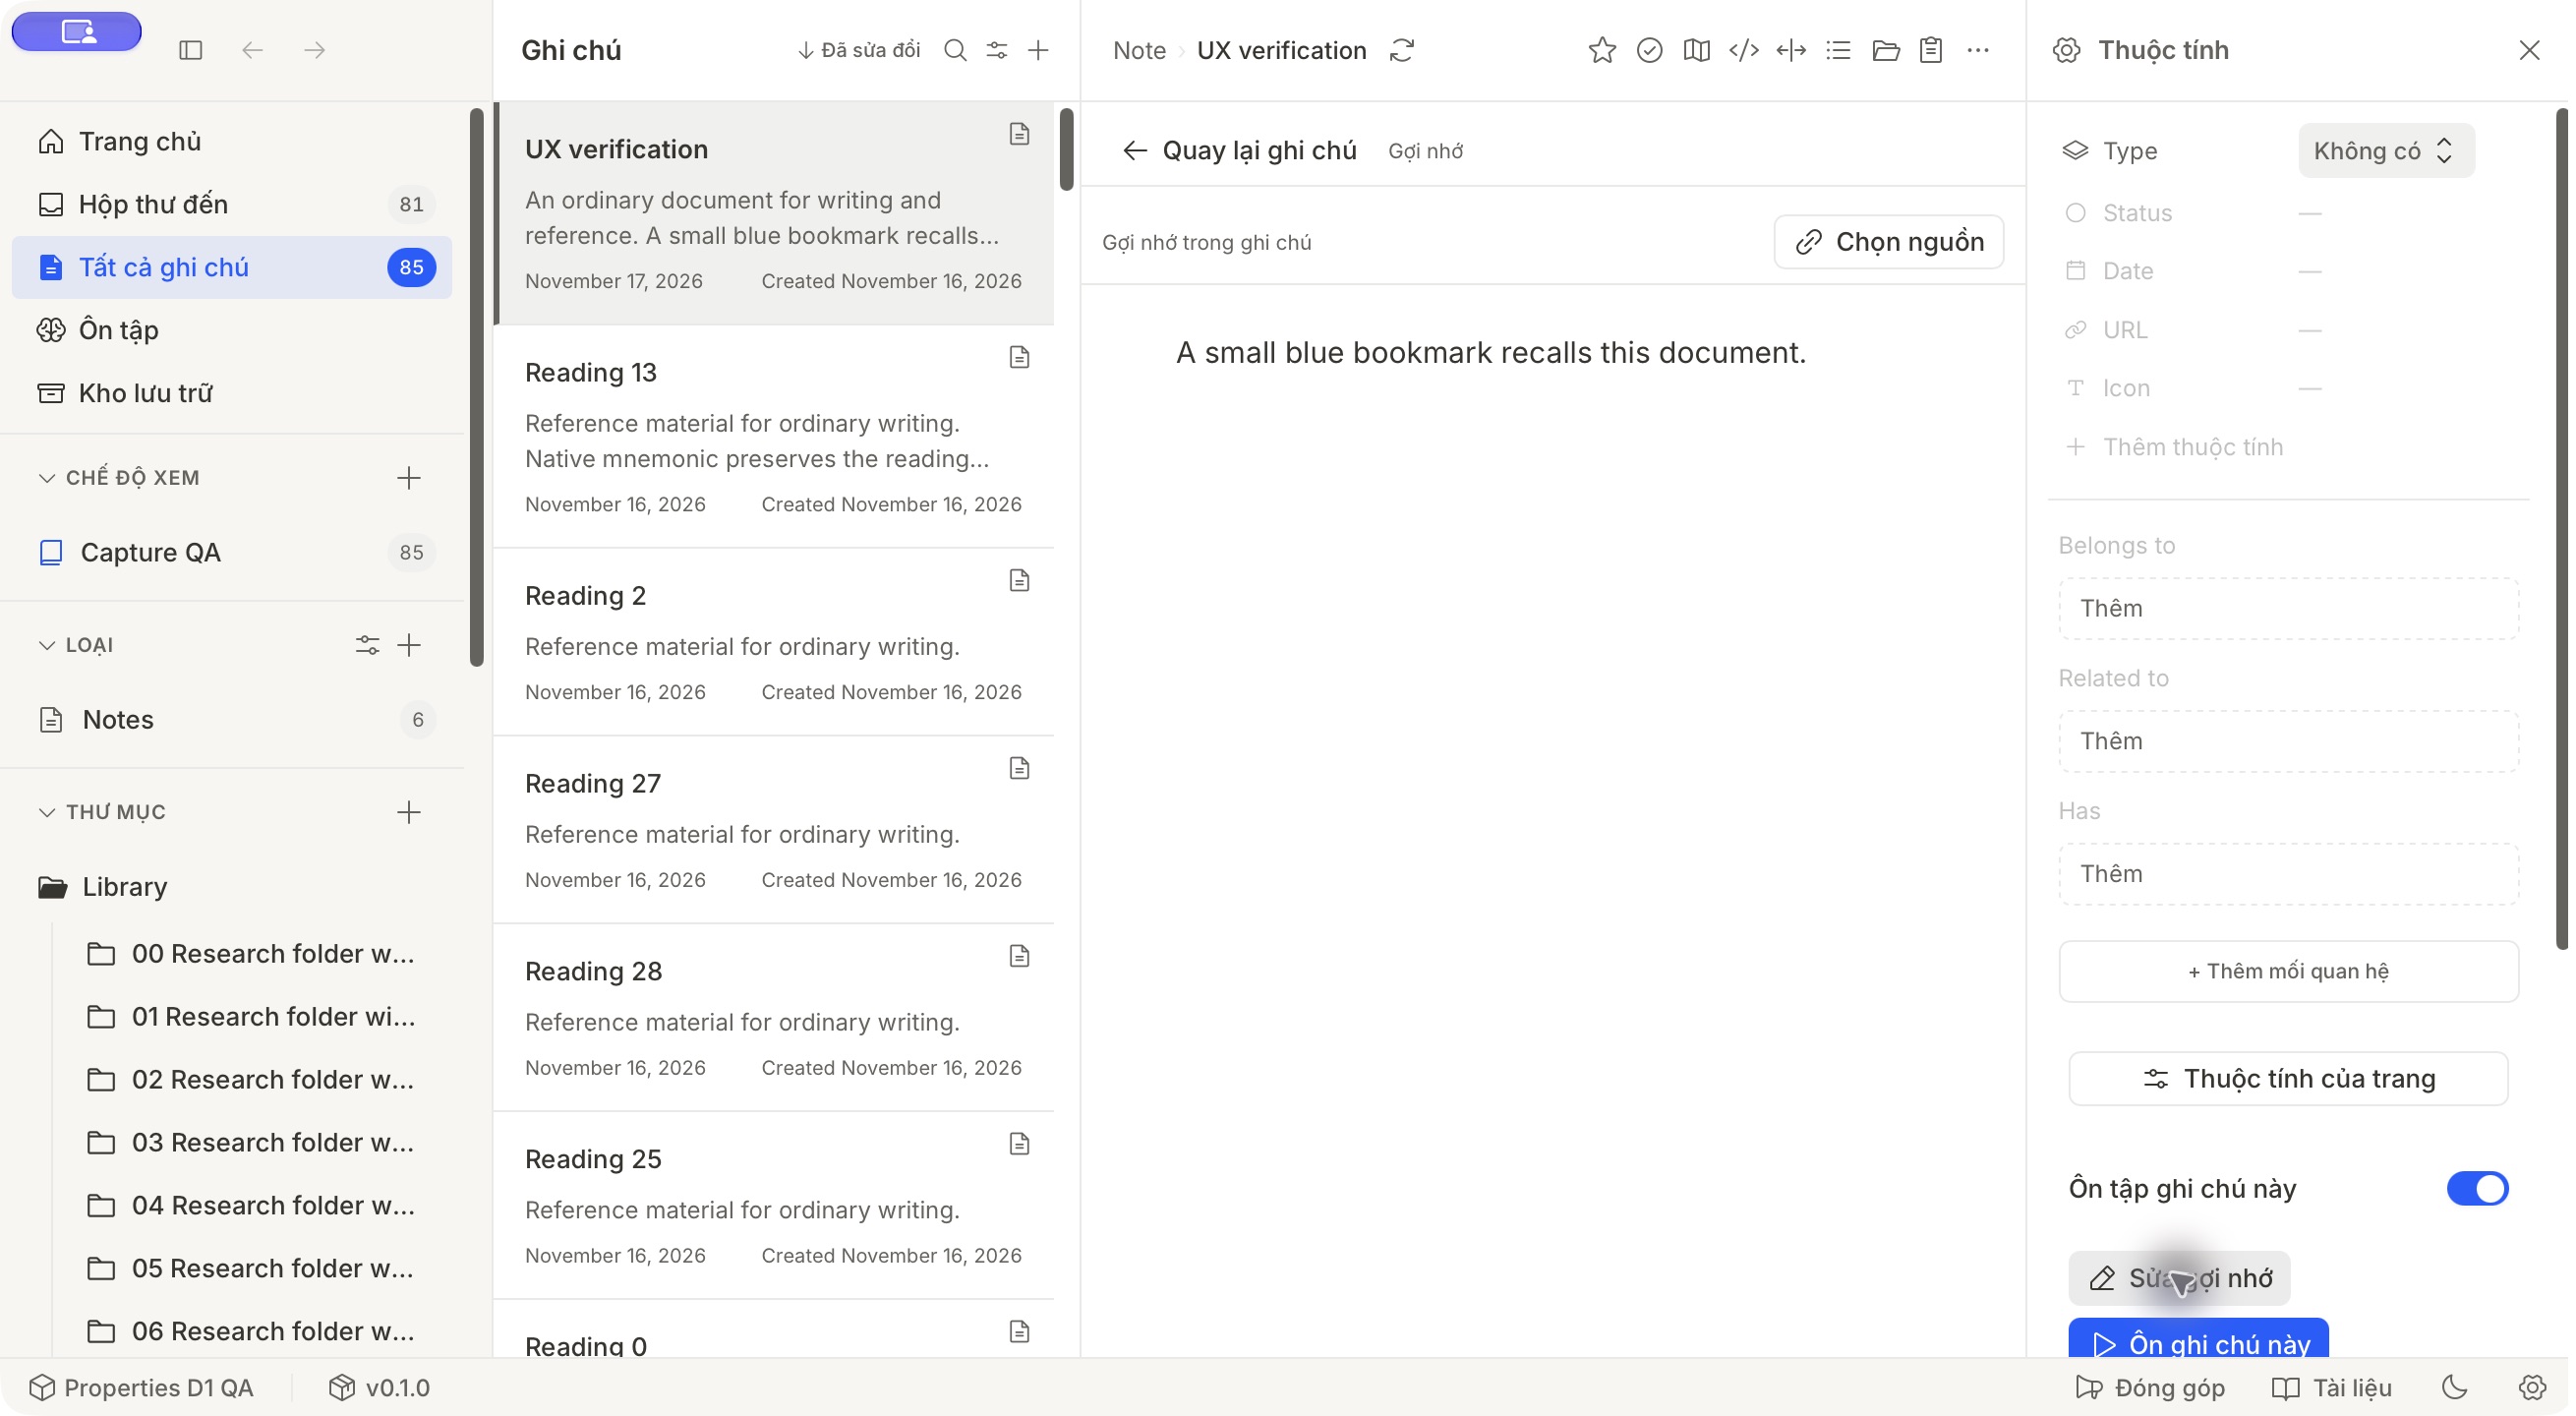 Ghi chú
Đã sửa đổi
Note
UX verification
Thuộc tính
Trang chủ
Hộp thư đến 81
Tất cả ghi chú 85
Ôn tập
Kho lưu trữ
CHẾ ĐỘ XEM
Capture QA 85
LOẠI
Notes 6
THƯ MỤC
Library
00 Research folder w...
01 Research folder wi...
02 Research folder w...
03 Research folder w...
04 Research folder w...
05 Research folder w...
06 Research folder w...
UX verification
An ordinary document for writing and
reference. A small blue bookmark recalls...
November 17, 2026 Created November 16, 2026
Reading 13
Reference material for ordinary writing.
Native mnemonic preserves the reading...
November 16, 2026 Created November 16, 2026
Reading 2
Reference material for ordinary writing.
November 16, 2026 Created November 16, 2026
Reading 27
Reference material for ordinary writing.
November 16, 2026 Created November 16, 2026
Reading 28
Reference material for ordinary writing.
November 16, 2026 Created November 16, 2026
Reading 25
Reference material for ordinary writing.
November 16, 2026 Created November 16, 2026
Reading 0
Quay lại ghi chú Gợi nhớ
Gợi nhớ trong ghi chú Chọn nguồn
A small blue bookmark recalls this document.
Type Không có
Status —
Date —
URL —
Icon —
Thêm thuộc tính
Belongs to
Thêm
Related to
Thêm
Has
Thêm
+ Thêm mối quan hệ
Thuộc tính của trang
Ôn tập ghi chú này
Sửa gợi nhớ
Ôn ghi chú này
Properties D1 QA
v0.1.0
Đóng góp
Tài liệu